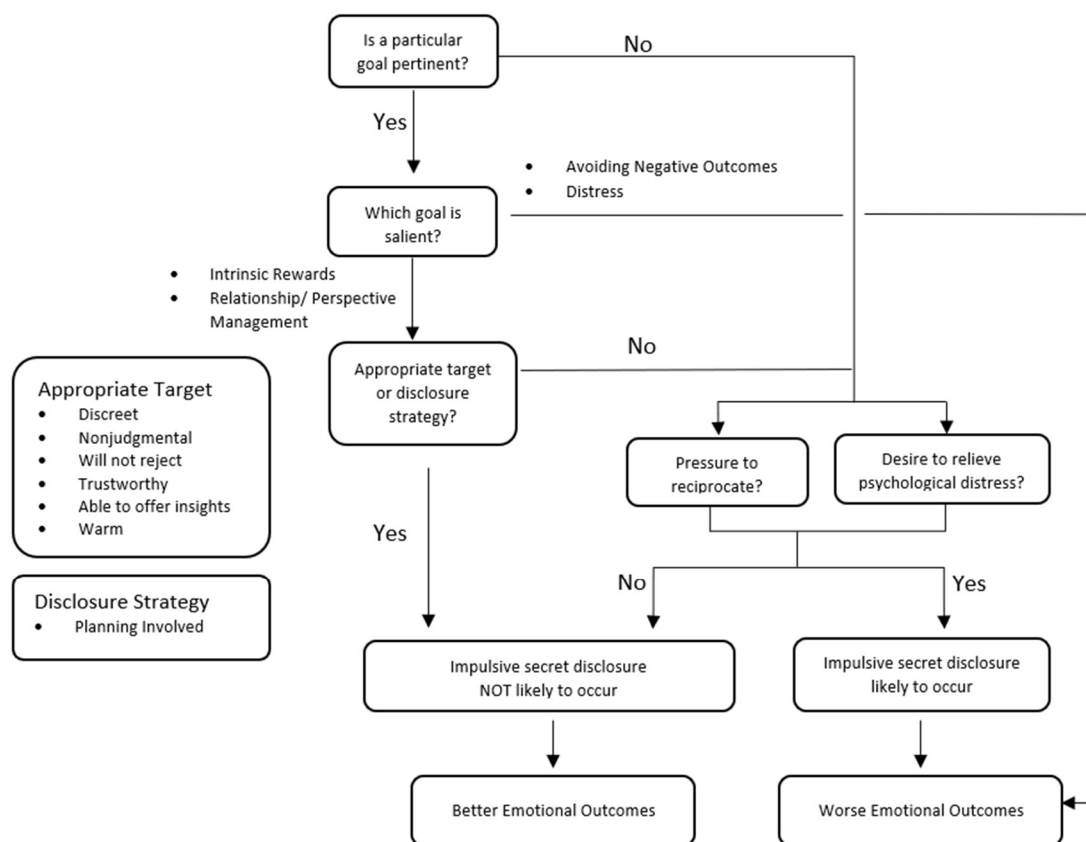 Is a particular
goal pertinent?
No
Yes
• Avoiding Negative Outcomes
• Distress
Which goal is
salient?
• Intrinsic Rewards
• Relationship/ Perspective
Management
No
Appropriate target
or disclosure
strategy?
Appropriate Target
• Discreet
• Nonjudgmental
• Will not reject
• Trustworthy
• Able to offer insights
• Warm
Pressure to
reciprocate?
Desire to relieve
psychological distress?
Yes
No
Yes
Disclosure Strategy
• Planning Involved
Impulsive secret disclosure
NOT likely to occur
Impulsive secret disclosure
likely to occur
Better Emotional Outcomes
Worse Emotional Outcomes